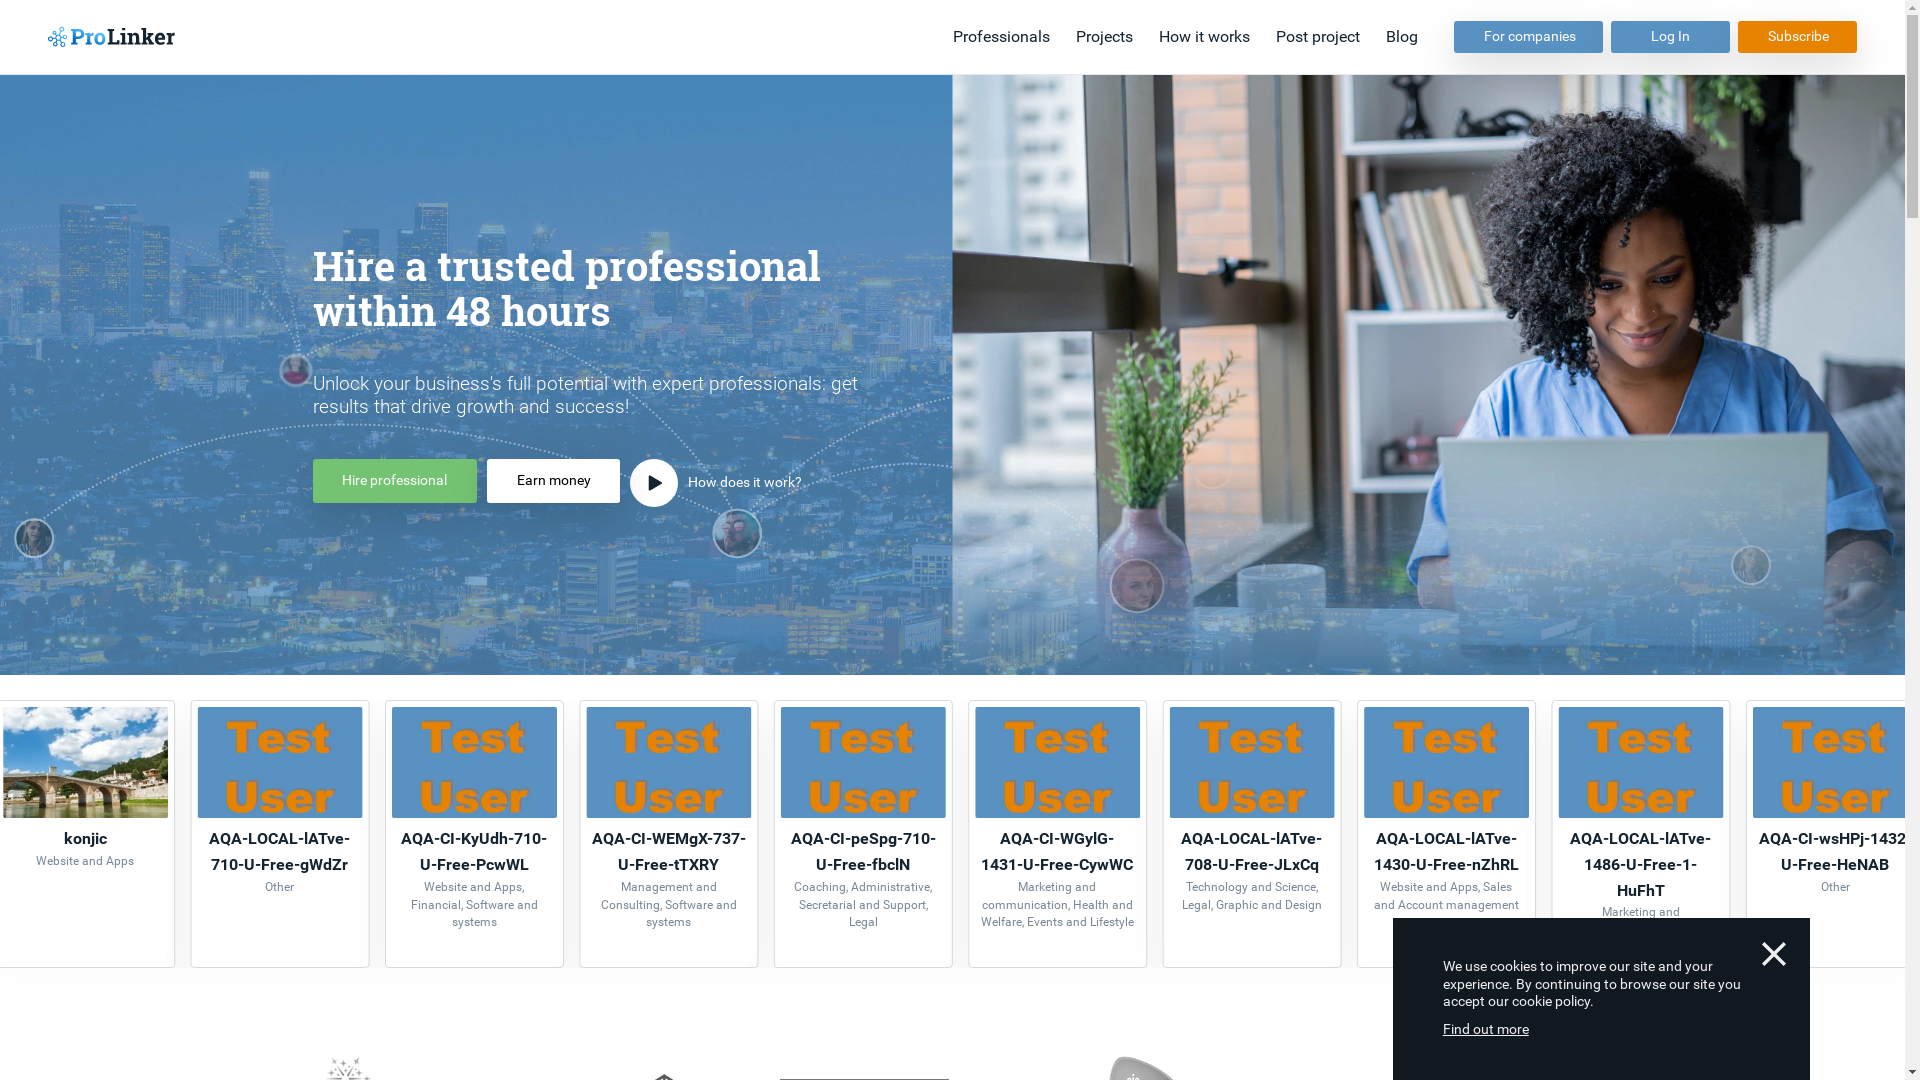 ProLinker
Professionals
Projects
How it works
Post project
Blog
For companies
Log In
Subscribe
Hire a trusted professional
within 48 hours
Unlock your business's full potential with expert professionals: get
results that drive growth and success!
Hire professional
Earn money
How does it work?
konjic
Website and Apps
Test
User
AQA-LOCAL-lATve-
710-U-Free-gWdZr
Other
Test
User
AQA-CI-KyUdh-710-
U-Free-PcwWL
Website and Apps,
Financial, Software and
systems
Test
User
AQA-CI-WEMgX-737-
U-Free-tTXRY
Management and
Consulting, Software and
systems
Test
User
AQA-CI-peSpg-710-
U-Free-fbclN
Coaching, Administrative,
Secretarial and Support,
Legal
Test
User
AQA-CI-WGylG-
1431-U-Free-CywWC
Marketing and
communication, Health and
Welfare, Events and Lifestyle
Test
User
AQA-LOCAL-lATve-
708-U-Free-JLxCq
Technology and Science,
Legal, Graphic and Design
Test
User
AQA-LOCAL-lATve-
1430-U-Free-nZhRL
Website and Apps, Sales
and Account management
Test
User
AQA-LOCAL-lATve-
1486-U-Free-1-
HuFhT
Marketing and
Test
User
AQA-CI-wsHPj-1432
U-Free-HeNAB
Other
We use cookies to improve our site and your
experience. By continuing to browse our site you
accept our cookie policy.
Find out more